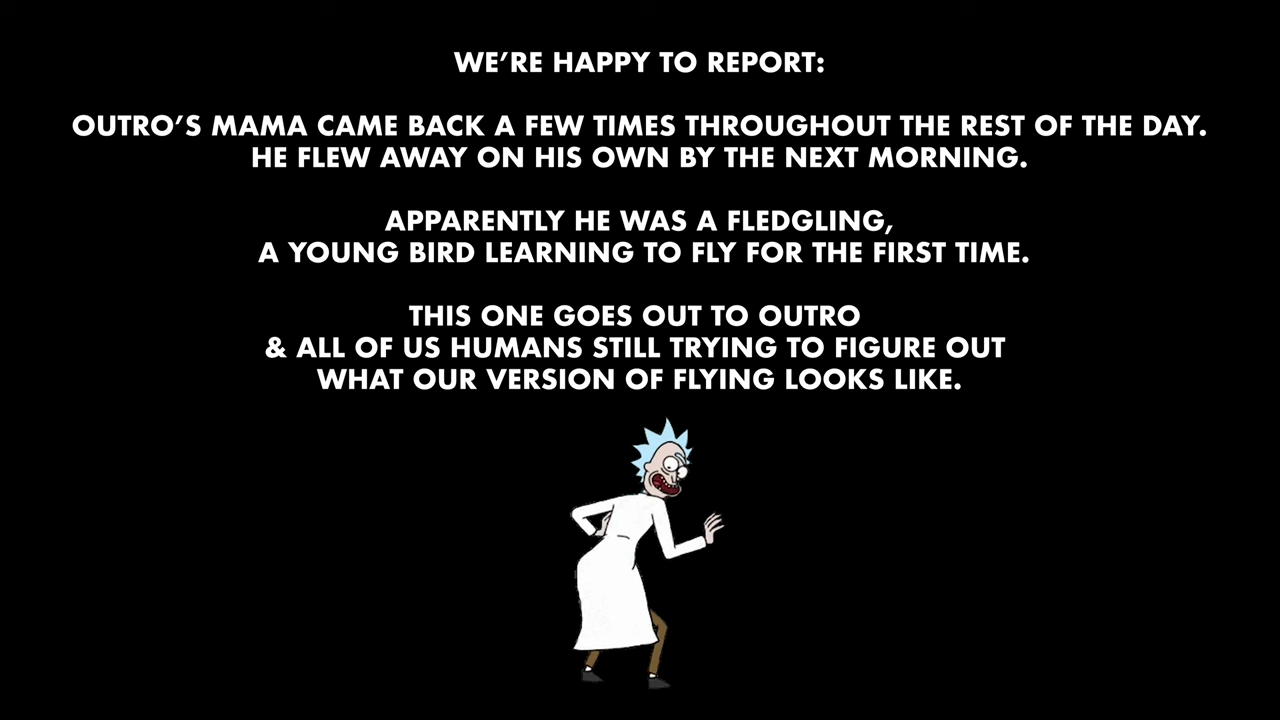 WE’RE HAPPY TO REPORT:
OUTRO’S MAMA CAME BACK A FEW TIMES THROUGHOUT THE REST OF THE DAY.
HE FLEW AWAY ON HIS OWN BY THE NEXT MORNING.
APPARENTLY HE WAS A FLEDGLING,
A YOUNG BIRD LEARNING TO FLY FOR THE FIRST TIME.
THIS ONE GOES OUT TO OUTRO
& ALL OF US HUMANS STILL TRYING TO FIGURE OUT
WHAT OUR VERSION OF FLYING LOOKS LIKE.